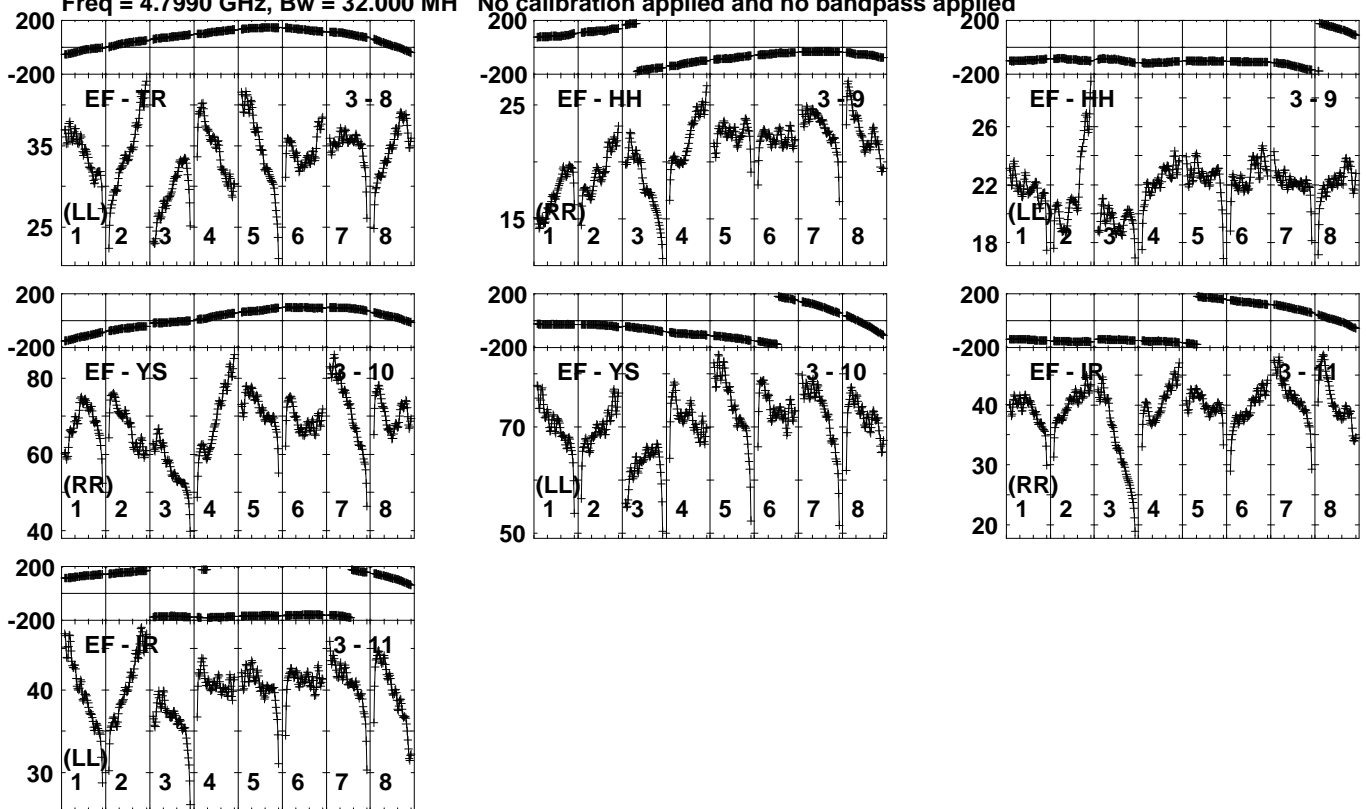 Freq = 4.7990 GHz, Bw = 32.000 MH No calibration applied and no bandpass applied
200
-200
EF - TR 3 - 8
35
25
(LL)
1 2 3 4 5 6 7 8
200
-200
EF - HH 3 - 9
25
15
(RR)
1 2 3 4 5 6 7 8
200
-200
EF - HH 3 - 9
26
22
18
(LL)
1 2 3 4 5 6 7 8
200
-200
EF - YS 3 - 10
80
60
40
(RR)
1 2 3 4 5 6 7 8
200
-200
EF - YS 3 - 10
70
50
(LL)
1 2 3 4 5 6 7 8
200
-200
EF - IR 3 - 11
40
30
20
(RR)
1 2 3 4 5 6 7 8
200
-200
EF - IR 3 - 11
40
30
(LL)
1 2 3 4 5 6 7 8